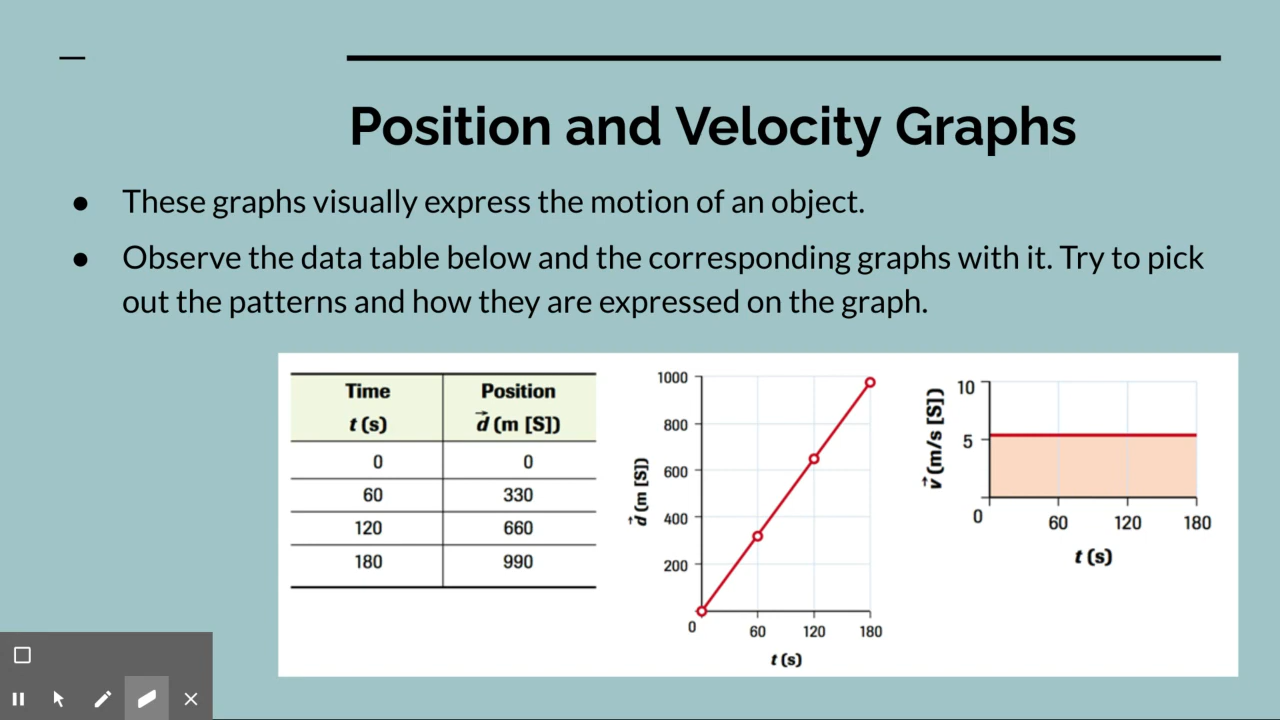 Position and Velocity Graphs
● These graphs visually express the motion of an object.
● Observe the data table below and the corresponding graphs with it. Try to pick
out the patterns and how they are expressed on the graph.
Time Position
t (s) d⃗ (m [S])
0 0
60 330
120 660
180 990
1000
800
600
400
200
0
60 120 180
t (s)
d⃗ (m [S])
10
5
0
60 120 180
t (s)
v⃗ (m/s [S])